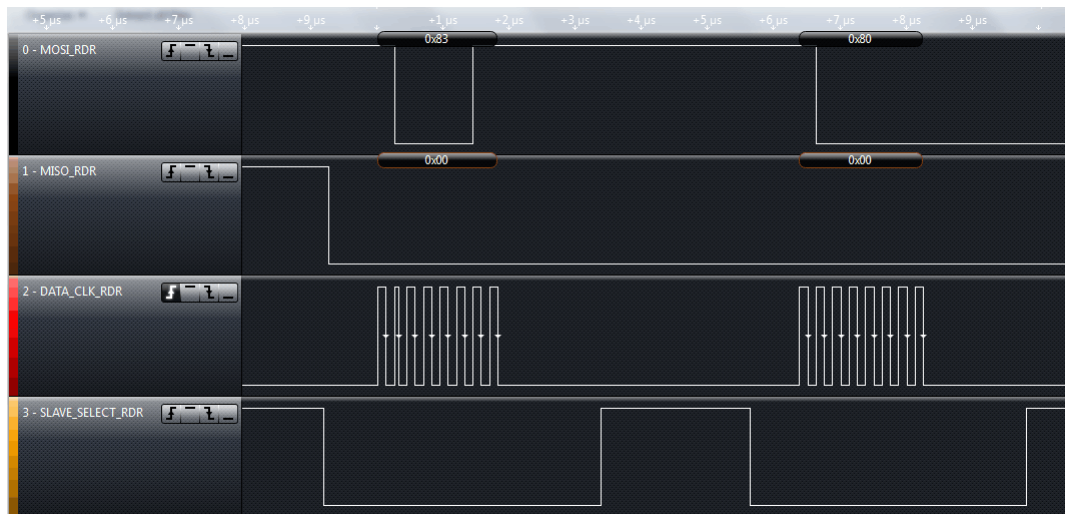 +5 µs +6 µs +7 µs +8 µs +9 µs +1 µs +2 µs +3 µs +4 µs +5 µs +6 µs +7 µs +8 µs +9 µs
0x83 0x80
0 - MOSI_RDR
0x00 0x00
1 - MISO_RDR
2 - DATA_CLK_RDR
3 - SLAVE_SELECT_RDR